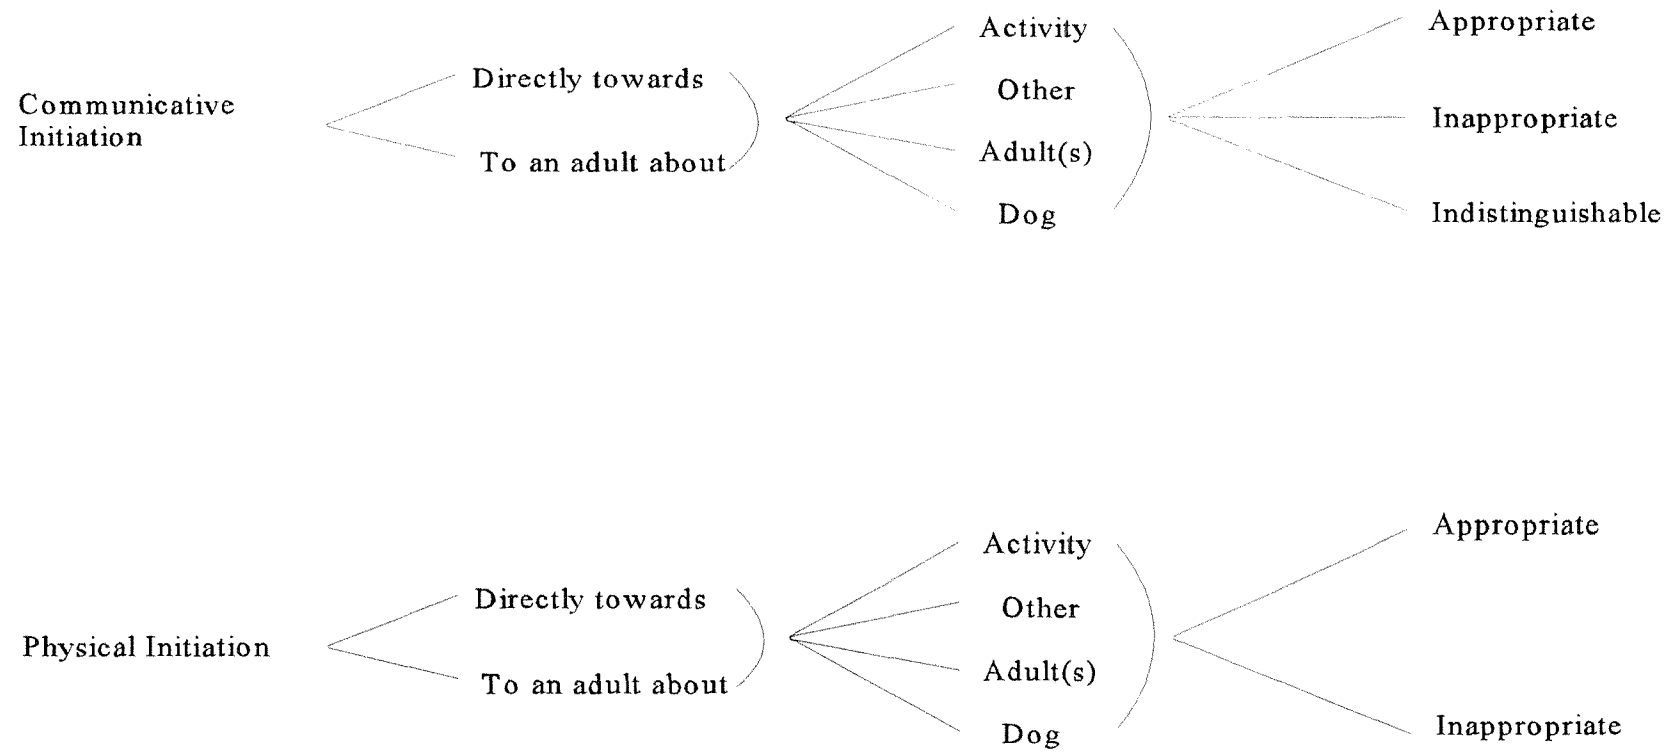 Communicative
Initiation
Directly towards
To an adult about
Activity
Other
Adult(s)
Dog
Appropriate
Inappropriate
Indistinguishable
Physical Initiation
Directly towards
To an adult about
Activity
Other
Adult(s)
Dog
Appropriate
Inappropriate